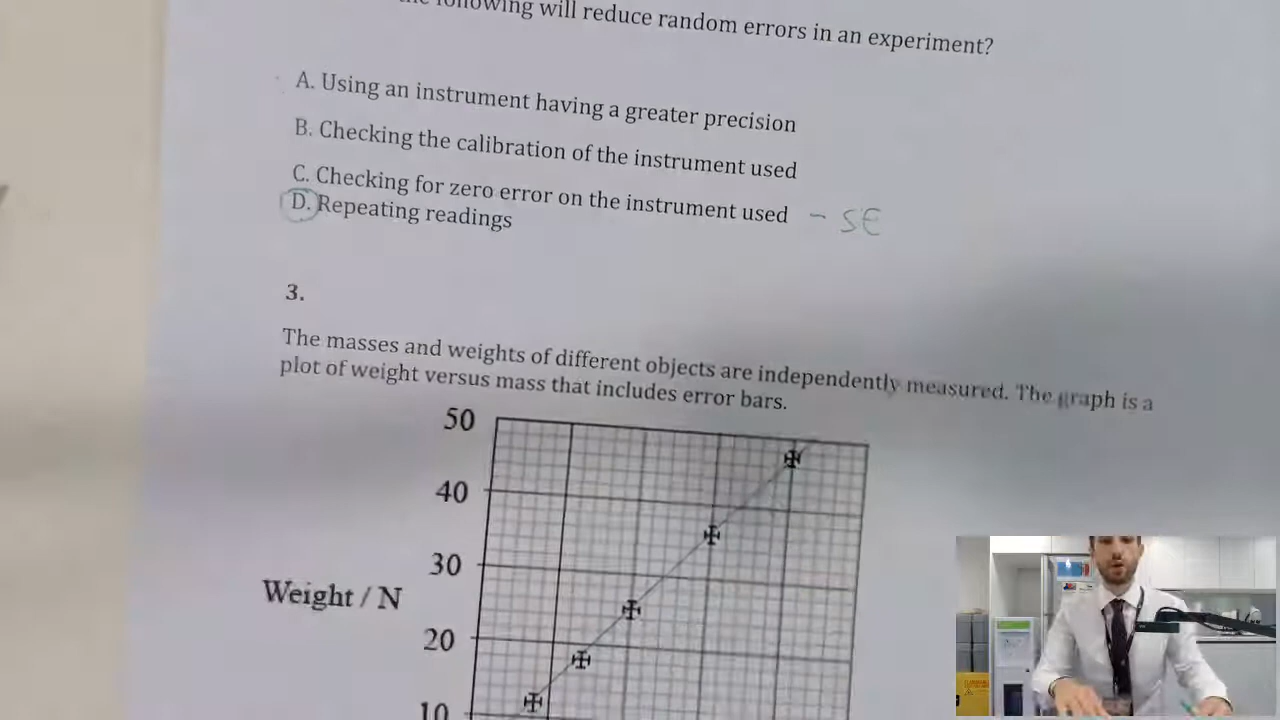 following will reduce random errors in an experiment?
A. Using an instrument having a greater precision
B. Checking the calibration of the instrument used
C. Checking for zero error on the instrument used - SE
D. Repeating readings
3.
The masses and weights of different objects are independently measured. The graph is a
plot of weight versus mass that includes error bars.
50
40
30
Weight / N
20
10